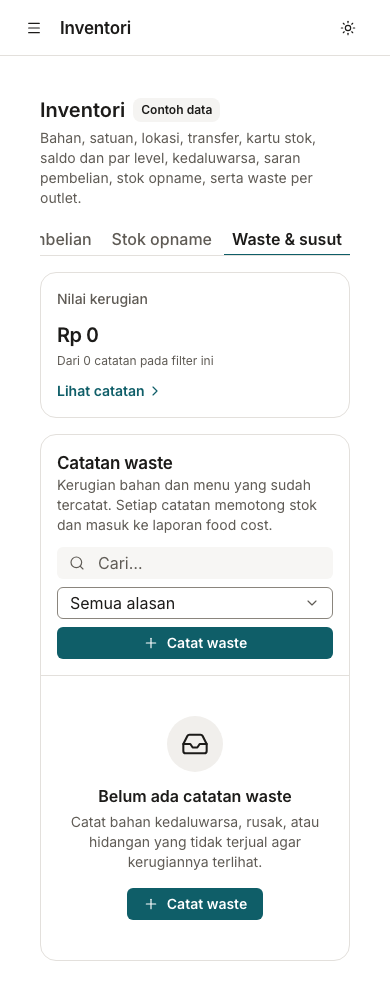 Inventori
Inventori Contoh data
Bahan, satuan, lokasi, transfer, kartu stok,
saldo dan par level, kedaluwarsa, saran
pembelian, stok opname, serta waste per
outlet.
nbelian Stok opname Waste & susut
Nilai kerugian
Rp 0
Dari 0 catatan pada filter ini
Lihat catatan
Catatan waste
Kerugian bahan dan menu yang sudah
tercatat. Setiap catatan memotong stok
dan masuk ke laporan food cost.
Cari...
Semua alasan
Catat waste
Belum ada catatan waste
Catat bahan kedaluwarsa, rusak, atau
hidangan yang tidak terjual agar
kerugiannya terlihat.
Catat waste